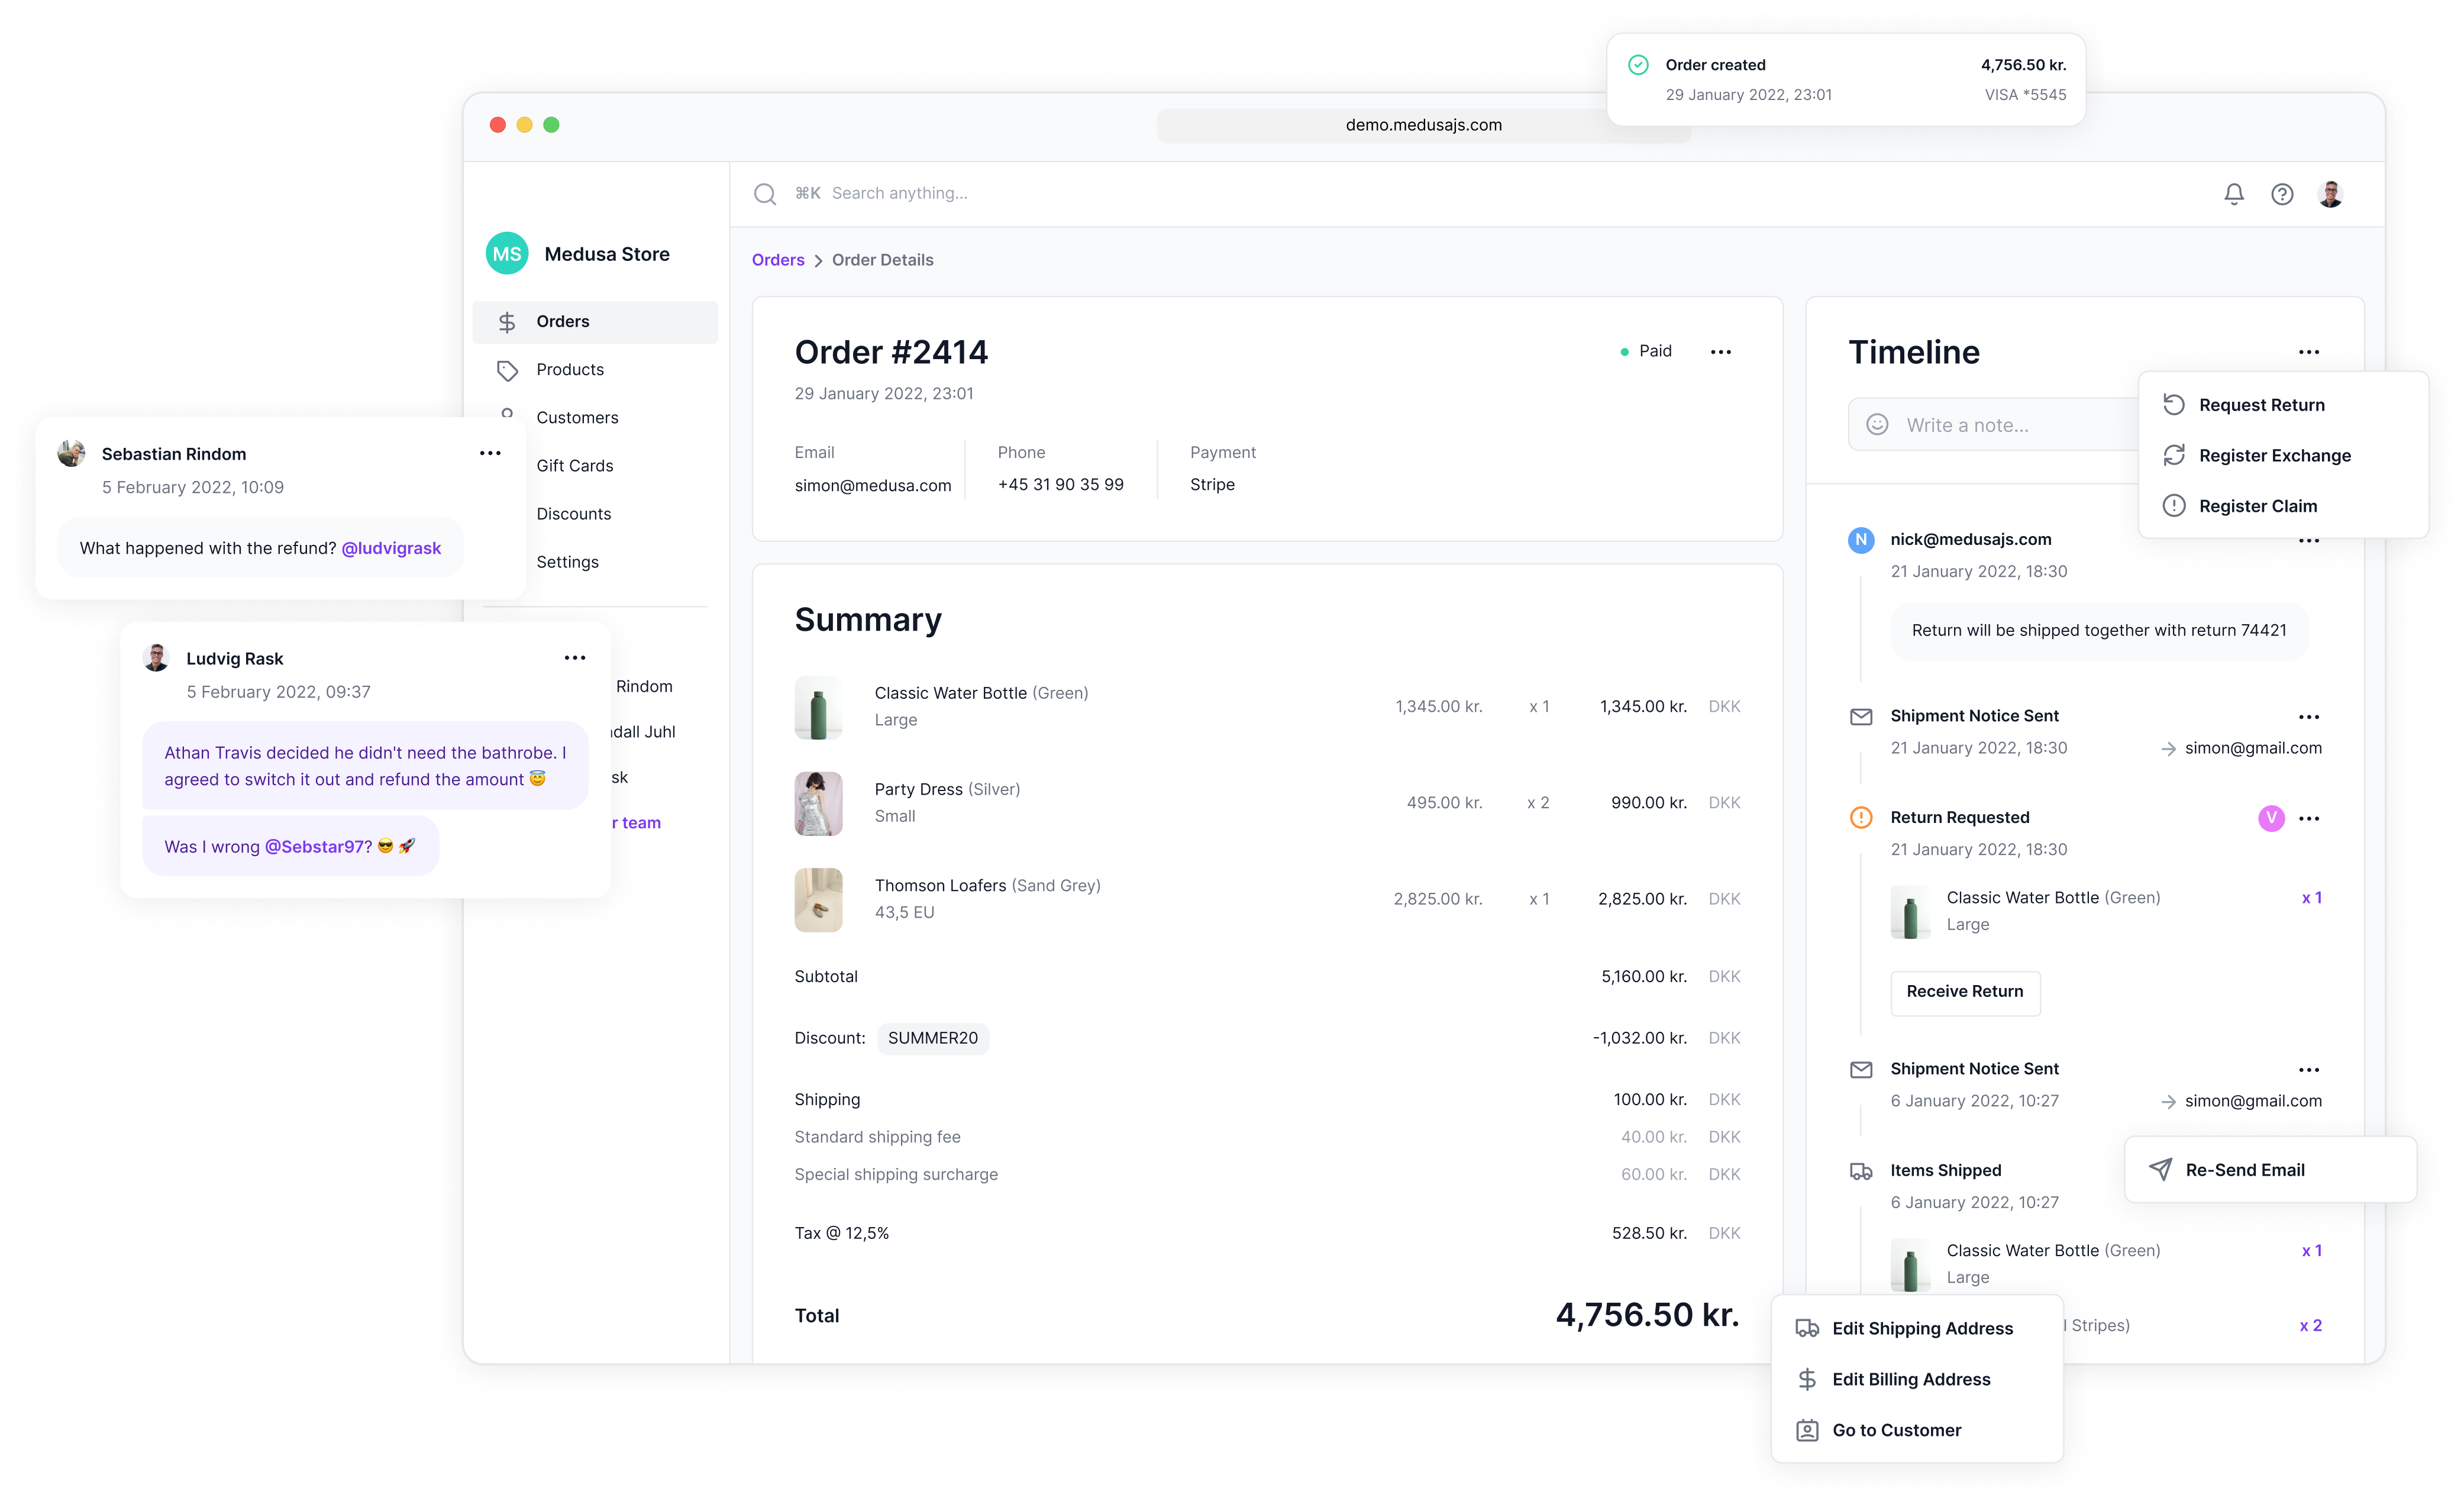 Order created 4,756.50 kr.
29 January 2022, 23:01 VISA *5545
demo.medusajs.com
⌘K Search anything...
MS Medusa Store
Orders
Products
Customers
Gift Cards
Discounts
Settings
Rindom
Juhl
team
Sebastian Rindom
5 February 2022, 10:09
What happened with the refund? @ludvigrask
Ludvig Rask
5 February 2022, 09:37
Athan Travis decided he didn't need the bathrobe. I
agreed to switch it out and refund the amount 😇
Was I wrong @Sebstar97? 😎 🚀
Orders > Order Details
Order #2414
Paid
29 January 2022, 23:01
Email Phone Payment
simon@medusa.com +45 31 90 35 99 Stripe
Summary
Classic Water Bottle (Green) 1,345.00 kr. x 1 1,345.00 kr. DKK
Large
Party Dress (Silver) 495.00 kr. x 2 990.00 kr. DKK
Small
Thomson Loafers (Sand Grey) 2,825.00 kr. x 1 2,825.00 kr. DKK
43,5 EU
Subtotal 5,160.00 kr. DKK
Discount: SUMMER20 -1,032.00 kr. DKK
Shipping 100.00 kr. DKK
Standard shipping fee 40.00 kr. DKK
Special shipping surcharge 60.00 kr. DKK
Tax @ 12,5% 528.50 kr. DKK
Total 4,756.50 kr.
Timeline
Write a note...
Request Return
Register Exchange
Register Claim
N nick@medusajs.com
21 January 2022, 18:30
Return will be shipped together with return 74421
Shipment Notice Sent
21 January 2022, 18:30 → simon@gmail.com
Return Requested V
21 January 2022, 18:30
Classic Water Bottle (Green) x 1
Large
Receive Return
Shipment Notice Sent
6 January 2022, 10:27 → simon@gmail.com
Re-Send Email
Items Shipped
6 January 2022, 10:27
Classic Water Bottle (Green) x 1
Large
Stripes) x 2
Edit Shipping Address
Edit Billing Address
Go to Customer